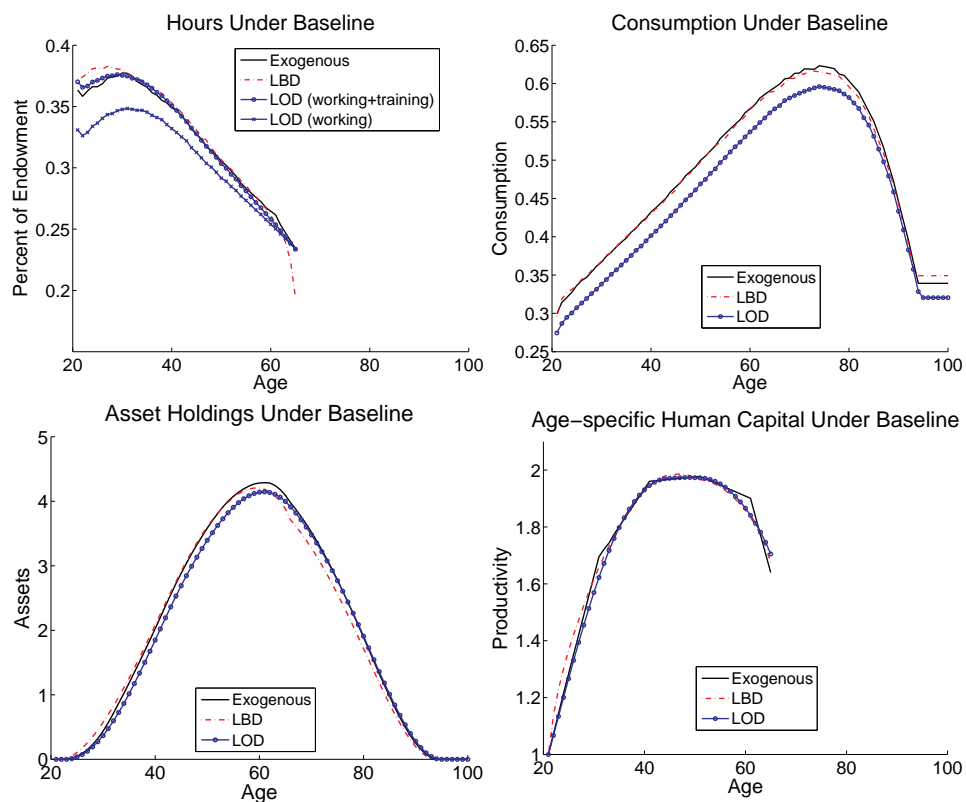 Hours Under Baseline
0.4
0.35
0.3
0.25
0.2
Percent of Endowment
Exogenous
LBD
LOD (working+training)
LOD (working)
20 40 60 80 100
Age
Consumption Under Baseline
0.65
0.6
0.55
0.5
0.45
0.4
0.35
0.3
0.25
Consumption
Exogenous
LBD
LOD
20 40 60 80 100
Age
Asset Holdings Under Baseline
5
4
3
2
1
0
Assets
Exogenous
LBD
LOD
20 40 60 80 100
Age
Age−specific Human Capital Under Baseline
2
1.8
1.6
1.4
1.2
1
Productivity
Exogenous
LBD
LOD
20 40 60 80 100
Age